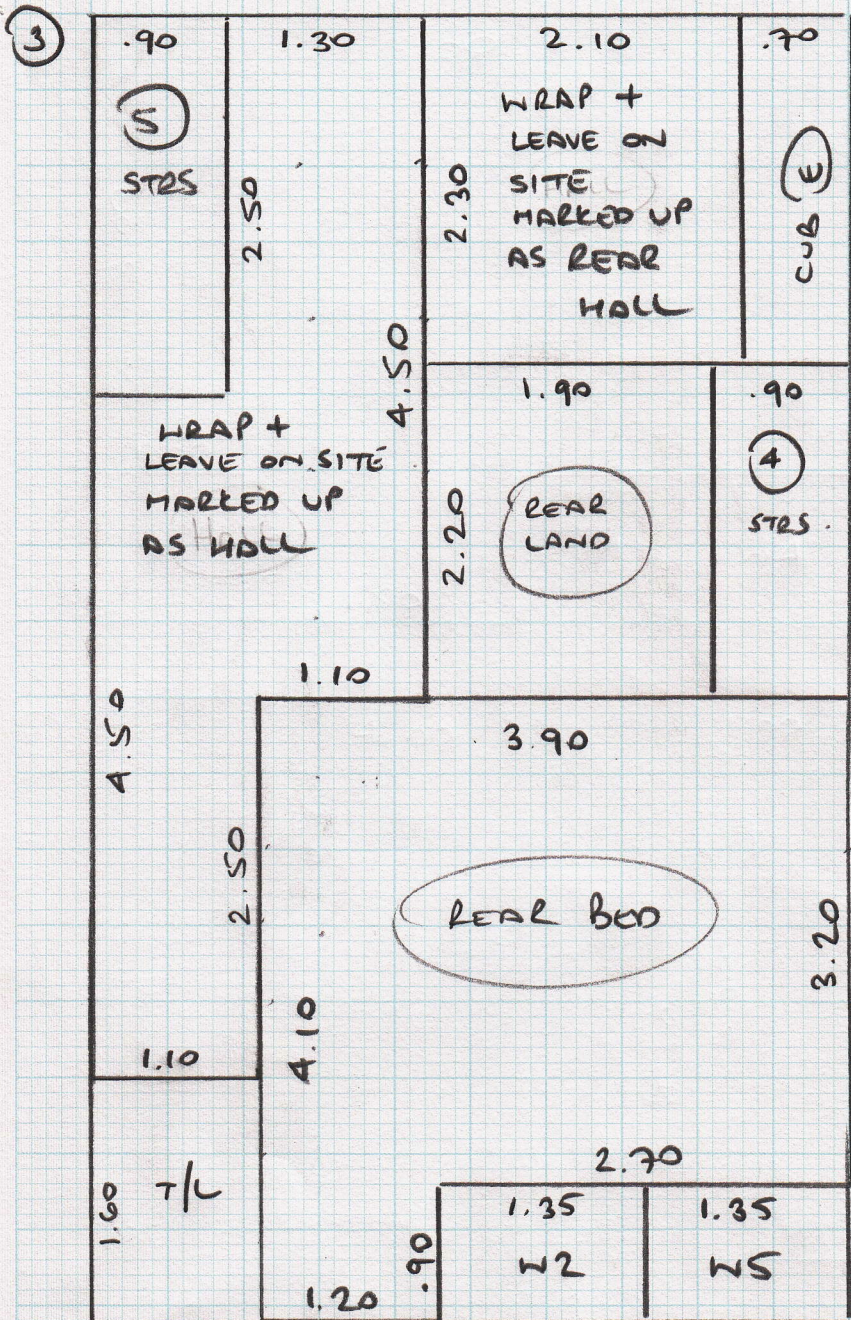 3
.90
1.30
2.10
.70
5
STRS
2.50
WRAP +
LEAVE ON
SITE
MARKED UP
AS REAR
HALL
2.30
CUB E
4.50
1.90
.90
WRAP +
LEAVE ON SITE
MARKED UP
AS HALL
2.20
REAR
LAND
4
STRS.
1.10
3.90
4.50
2.50
REAR BED
3.20
4.10
1.10
2.70
1.60
T/L
.90
1.35
W2
1.35
W5
1.20